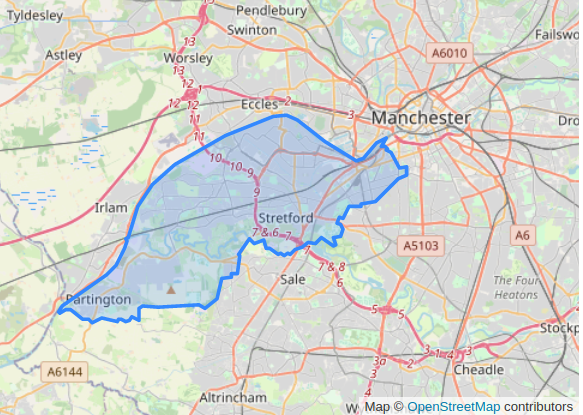 Tyldesley
Pendlebury
13
Swinton
A6010
Failsw
Astley
Worsley
13
12
12
1
Eccles
2
3
11
Manchester
Dro
11
10
10
9
9
Irlam
Stretford
7 & 6
7
7
A5103
A6
7 & 8
6
Sale
The Four
Heatons
Partington
5
5
Stockp
A6144
3a
2
3
1
4
4
Cheadle
Altrincham
W
Map © OpenStreetMap contributors